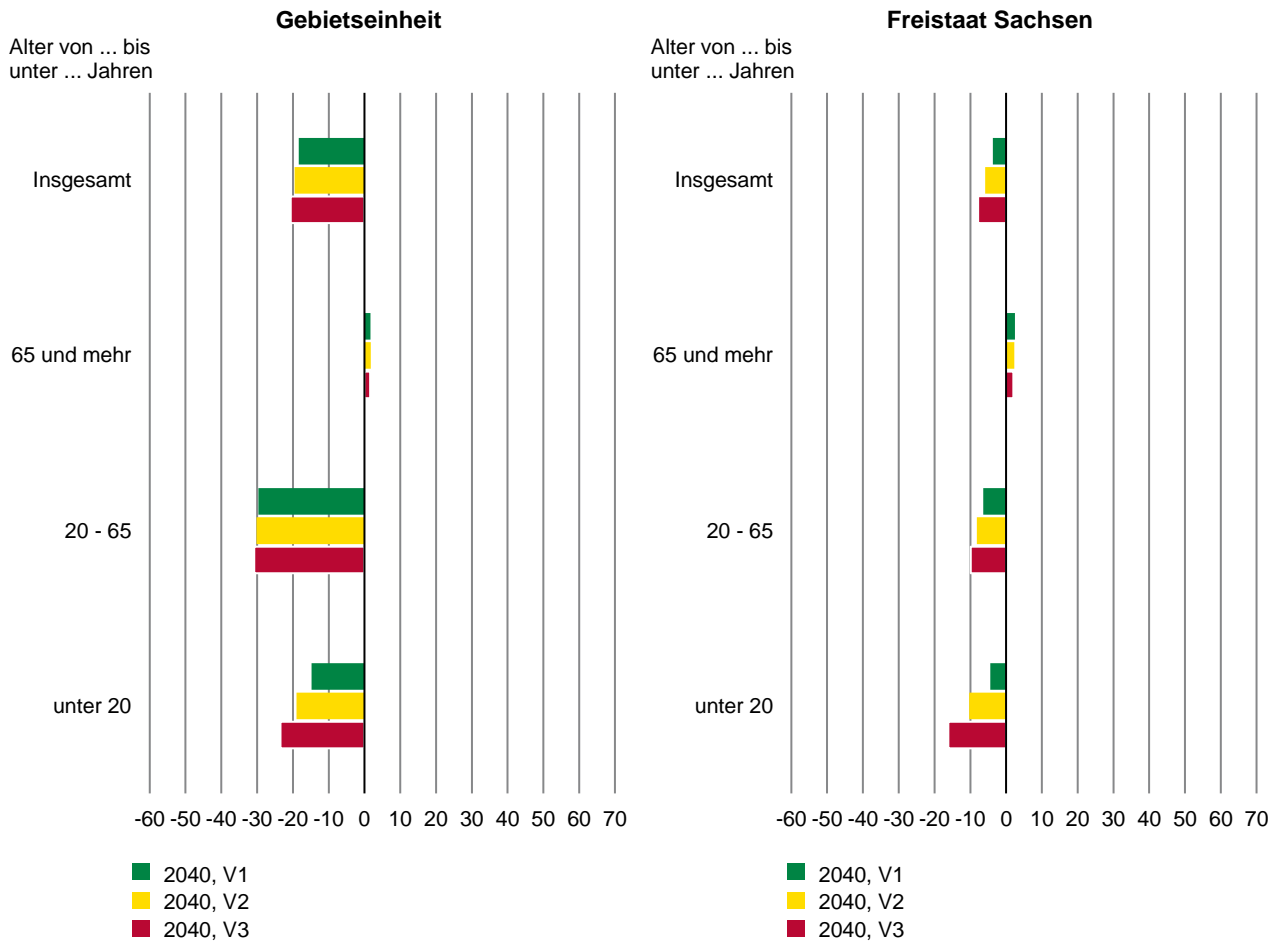 Gebietseinheit
Alter von ... bis
unter ... Jahren
Insgesamt
65 und mehr
20 - 65
unter 20
-60 -50 -40 -30 -20 -10 0 10 20 30 40 50 60 70
2040, V1
2040, V2
2040, V3
Freistaat Sachsen
Alter von ... bis
unter ... Jahren
Insgesamt
65 und mehr
20 - 65
unter 20
-60 -50 -40 -30 -20 -10 0 10 20 30 40 50 60 70
2040, V1
2040, V2
2040, V3